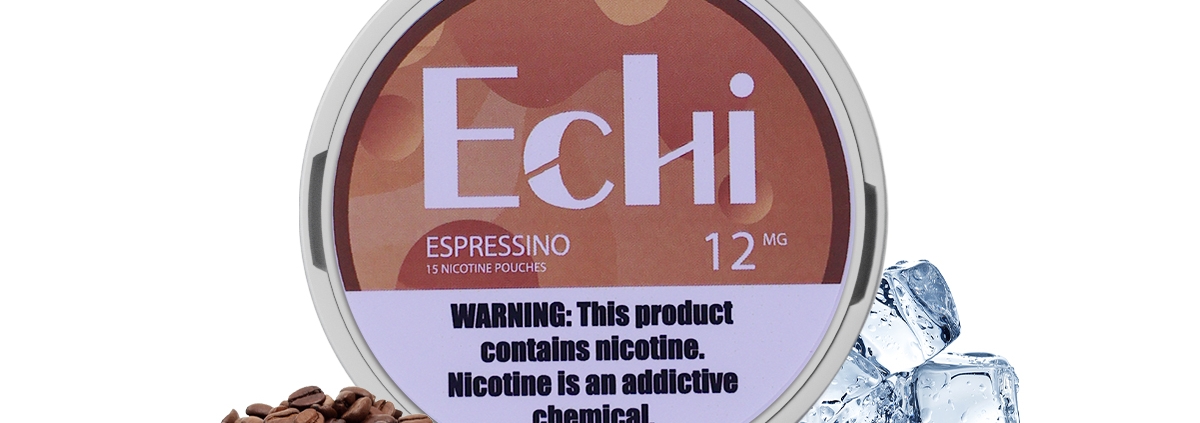 Echi
ESPRESSINO
15 NICOTINE POUCHES
12 MG
WARNING: This product
contains nicotine.
Nicotine is an addictive
chemical.